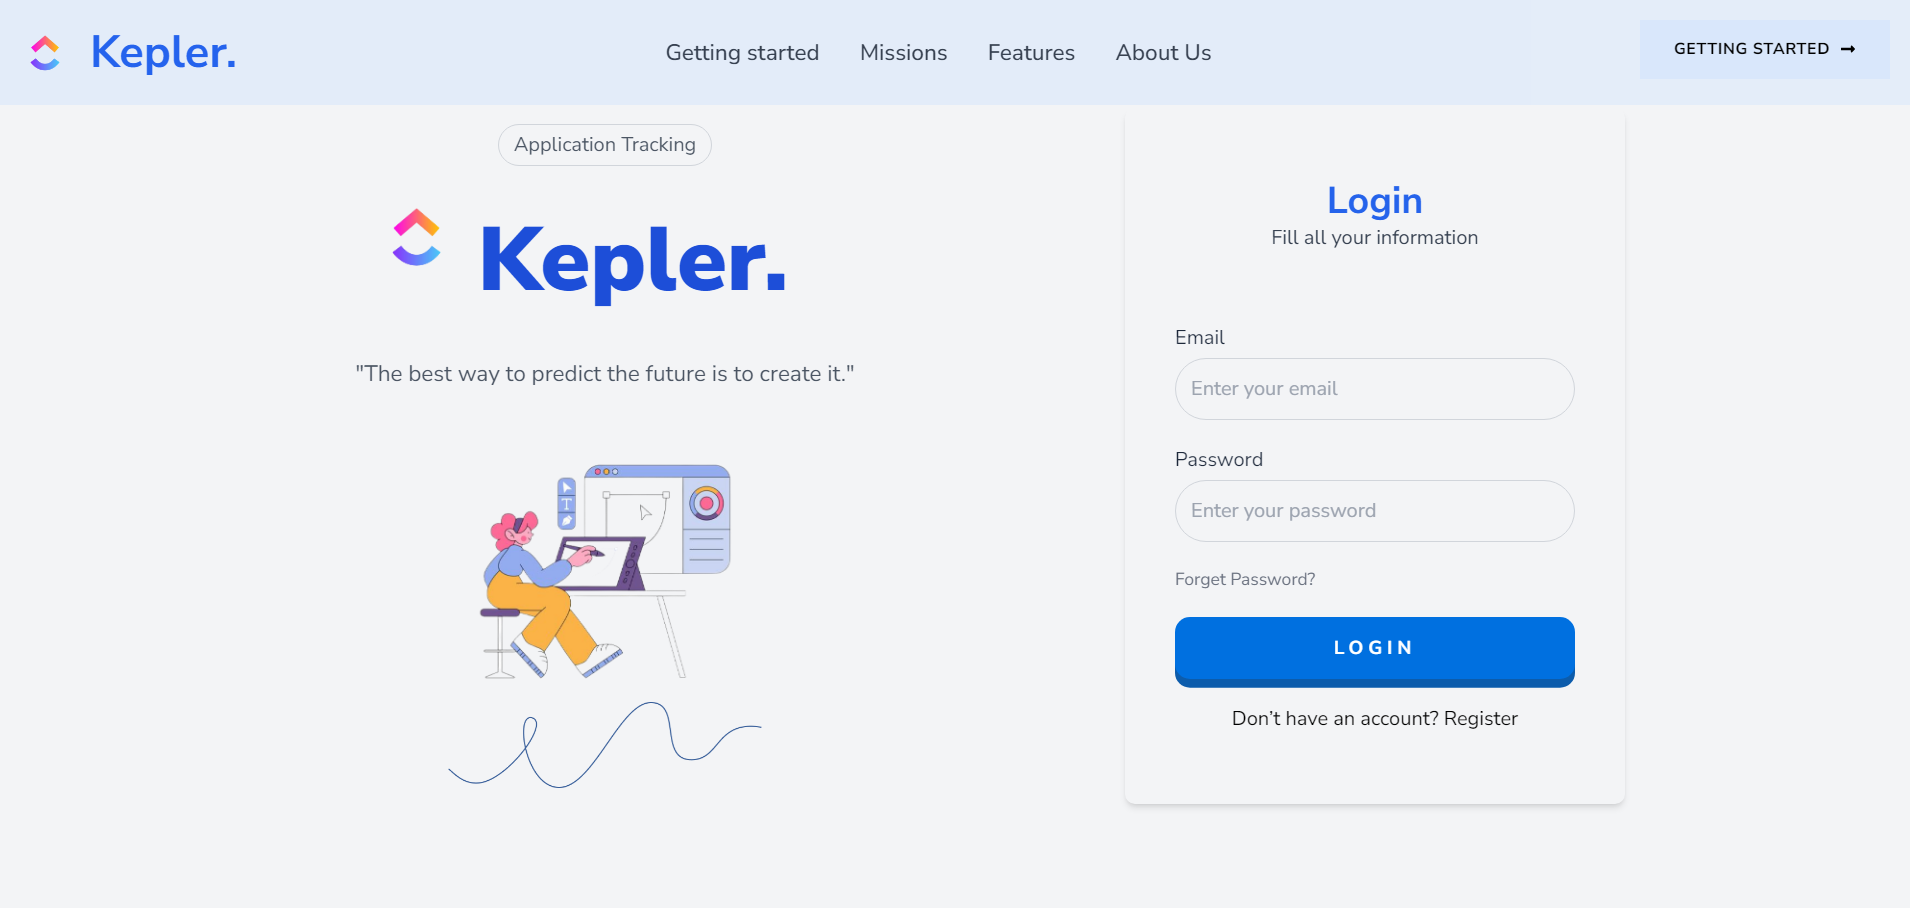 Kepler.
Getting started
Missions
Features
About Us
GETTING STARTED
Application Tracking
Kepler.
"The best way to predict the future is to create it."
T
Login
Fill all your information
Email
Enter your email
Password
Enter your password
Forget Password?
LOGIN
Don’t have an account? Register